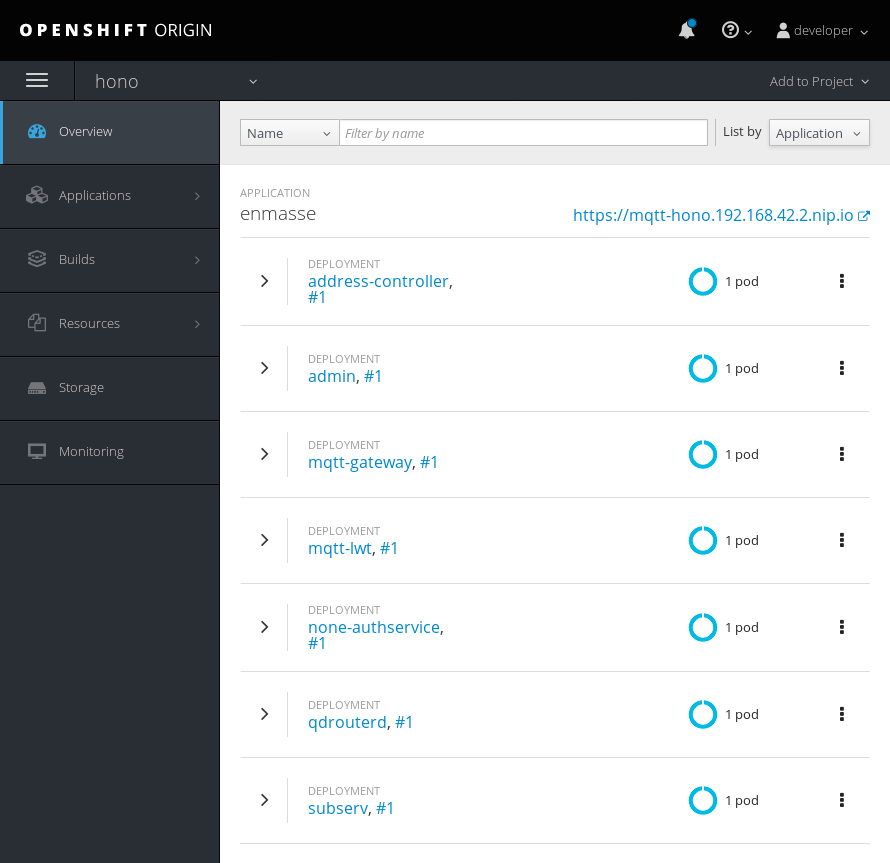 OPENSHIFT ORIGIN
developer
hono
Add to Project
Overview
Applications
Builds
Resources
Storage
Monitoring
Name
Filter by name
List by
Application
APPLICATION
enmasse
https://mqtt-hono.192.168.42.2.nip.io
DEPLOYMENT
address-controller,
#1
1 pod
DEPLOYMENT
admin, #1
1 pod
DEPLOYMENT
mqtt-gateway, #1
1 pod
DEPLOYMENT
mqtt-lwt, #1
1 pod
DEPLOYMENT
none-authservice,
#1
1 pod
DEPLOYMENT
qdrouterd, #1
1 pod
DEPLOYMENT
subserv, #1
1 pod